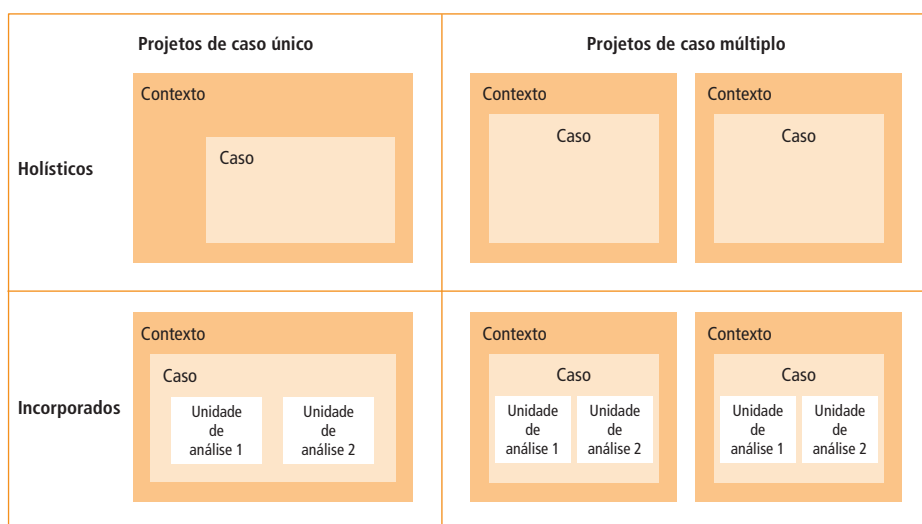 Projetos de caso único
Projetos de caso múltiplo
Holísticos
Contexto
Caso
Contexto
Caso
Contexto
Caso
Incorporados
Contexto
Caso
Unidade
de
análise 1
Unidade
de
análise 2
Contexto
Caso
Unidade
de
análise 1
Unidade
de
análise 2
Contexto
Caso
Unidade
de
análise 1
Unidade
de
análise 2